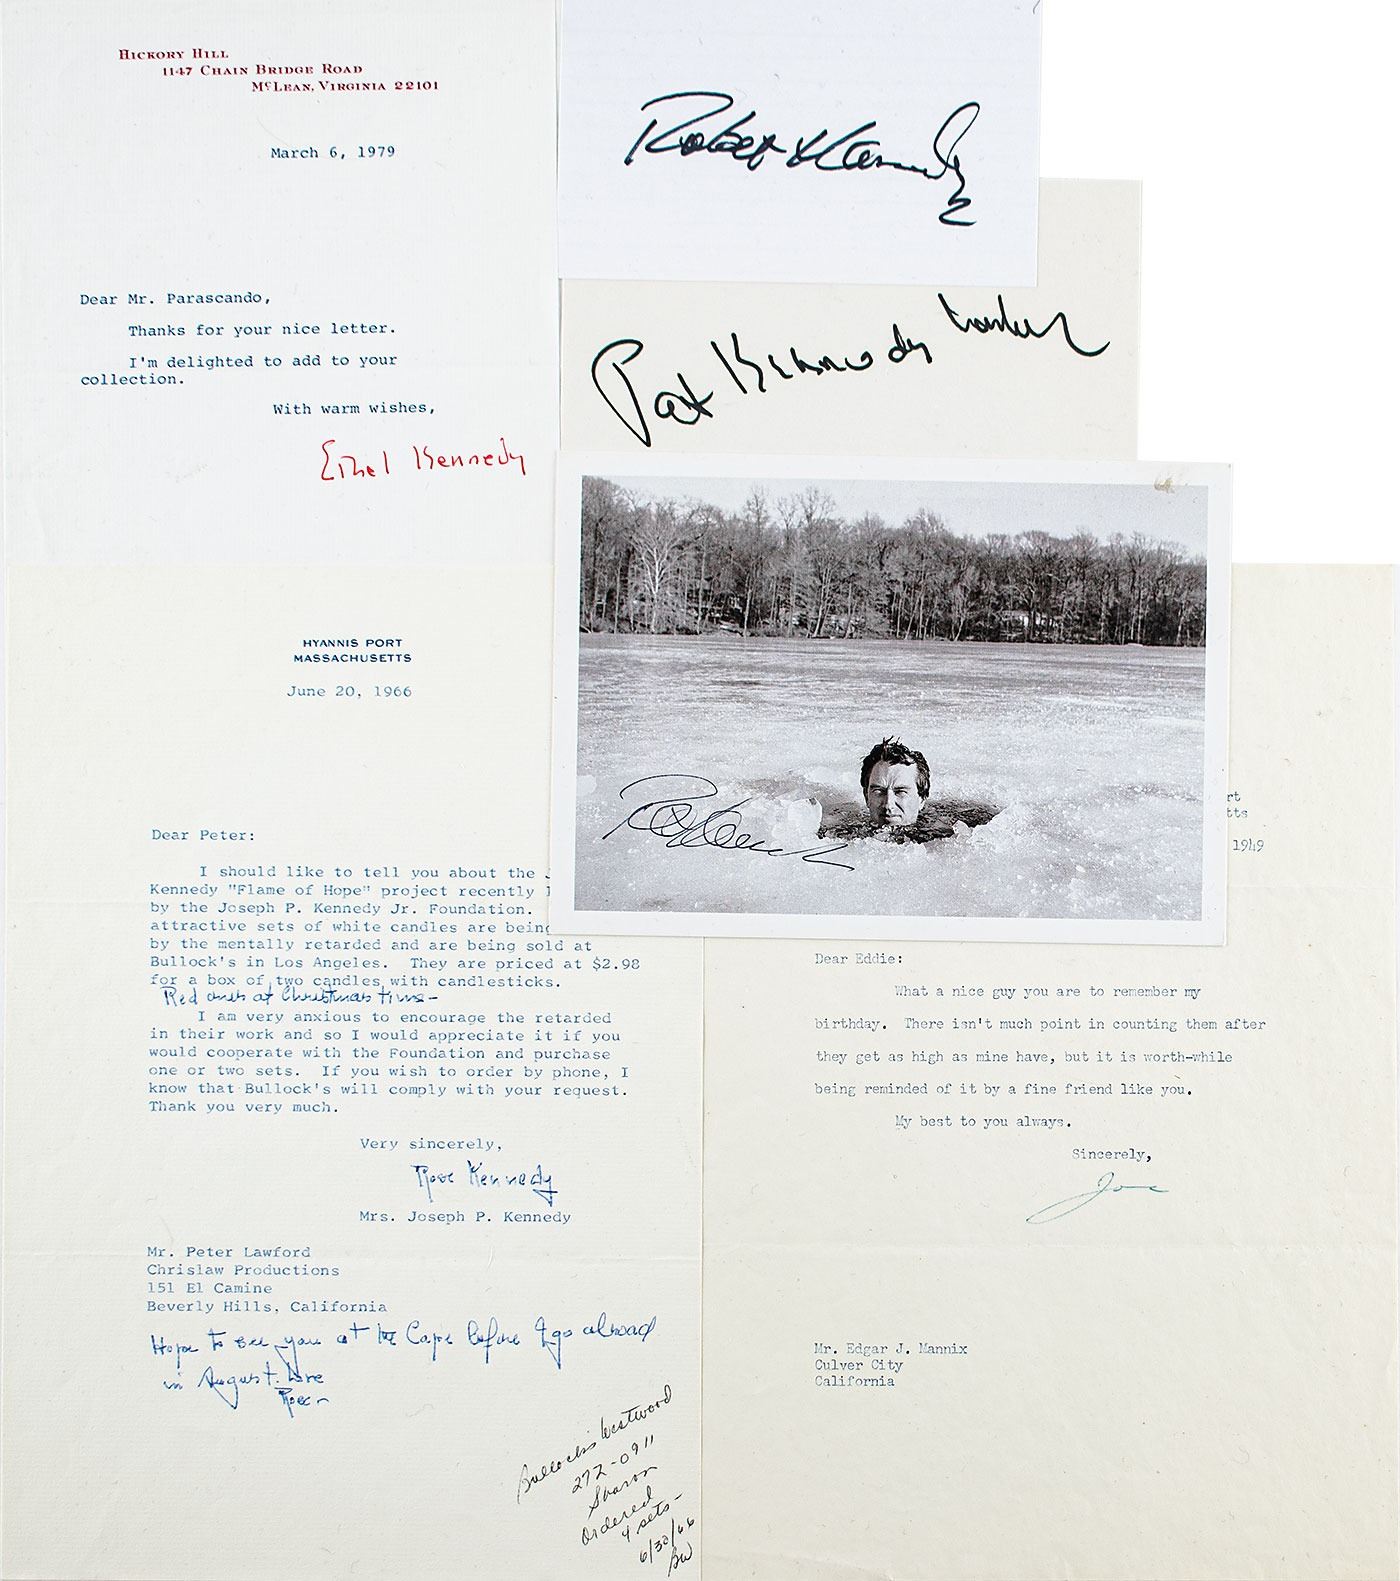 HICKORY HILL
1147 CHAIN BRIDGE ROAD
McLEAN, VIRGINIA 22101
March 6, 1979
Dear Mr. Parascando,
Thanks for your nice letter.
I'm delighted to add to your
collection.
With warm wishes,
Ethel Kennedy
Robert Kennedy
Pat Kennedy Lawford
HYANNIS PORT
MASSACHUSETTS
June 20, 1966
Dear Peter:
I should like to tell you about the
Kennedy "Flame of Hope" project recently
by the Joseph P. Kennedy Jr. Foundation.
attractive sets of white candles are being
by the mentally retarded and are being sold at
Bullock's in Los Angeles. They are priced at $2.98
for a box of two candles with candlesticks.
Red ones at Christmas time-
I am very anxious to encourage the retarded
in their work and so I would appreciate it if you
would cooperate with the Foundation and purchase
one or two sets. If you wish to order by phone, I
know that Bullock's will comply with your request.
Thank you very much.
Very sincerely,
Rose Kennedy
Mrs. Joseph P. Kennedy
Mr. Peter Lawford
Chrislaw Productions
151 El Camine
Beverly Hills, California
Hope to see you at the Cape before I go abroad
in August. Love
Rose-
Bullock's Westwood
272-0911
Sharon
Ordered
4 sets-
6/30/66
BW
rt
tts
1949
Dear Eddie:
What a nice guy you are to remember my
birthday. There isn't much point in counting them after
they get as high as mine have, but it is worth-while
being reminded of it by a fine friend like you.
My best to you always.
Sincerely,
Joe
Mr. Edgar J. Mannix
Culver City
California